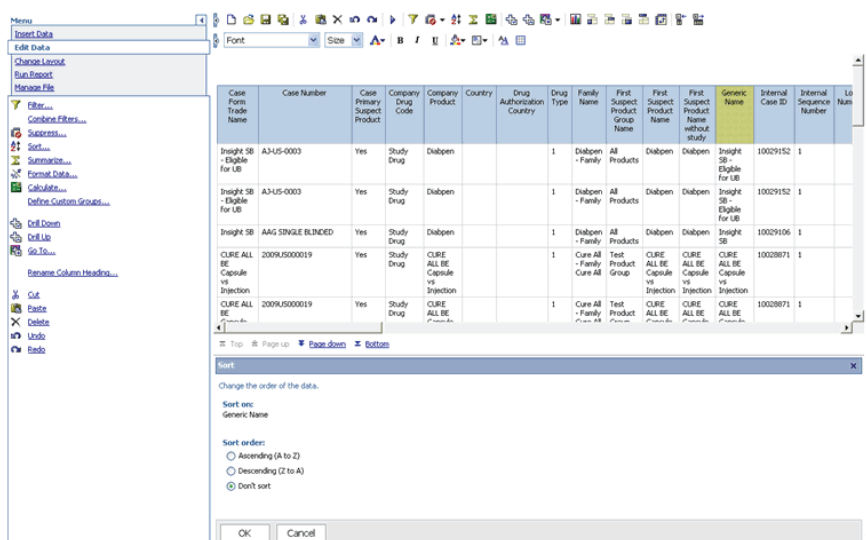 Menu
Insert Data
Edit Data
Change Layout
Run Report
Manage File
Filter...
Combine Filters...
Suppress...
Sort...
Summarize...
Format Data...
Calculate...
Define Custom Groups...
Drill Down
Drill Up
Go To...
Rename Column Heading...
Cut
Paste
Delete
Undo
Redo
Font Size A B I U
Case Form Trade Name
Case Number
Case Primary Suspect Product
Company Drug Code
Company Product
Country
Drug Authorization Country
Drug Type
Family Name
First Suspect Product Group Name
First Suspect Product Name
First Suspect Product Name without study
Generic Name
Internal Case ID
Internal Sequence Number
Lo
Num
Insight SB - Eligible for UB AJ-US-0003 Yes Study Drug Diabpen 1 Diabpen - Family All Products Diabpen Diabpen Insight SB - Eligible for UB 10029152 1
Insight SB - Eligible for UB AJ-US-0003 Yes Study Drug Diabpen 1 Diabpen - Family All Products Diabpen Diabpen Insight SB - Eligible for UB 10029152 1
Insight SB AAG SINGLE BLINDED Yes Study Drug Diabpen 1 Diabpen - Family All Products Diabpen Diabpen Insight SB 10029106 1
CURE ALL BE Capsule vs Injection 2009US000019 Yes Study Drug CURE ALL BE Capsule vs Injection 1 Cure All - Family Cure All Test Product Group CURE ALL BE Capsule vs Injection CURE ALL BE Capsule vs Injection CURE ALL BE Capsule vs Injection 10028871 1
CURE ALL BE 2009US000019 Yes Study Drug CURE ALL BE 1 Cure All - Family Test Product CURE ALL BE CURE ALL BE CURE ALL BE 10028871 1
Top Page up Page down Bottom
Sort
Change the order of the data.
Sort on:
Generic Name
Sort order:
Ascending (A to Z)
Descending (Z to A)
Don't sort
OK Cancel